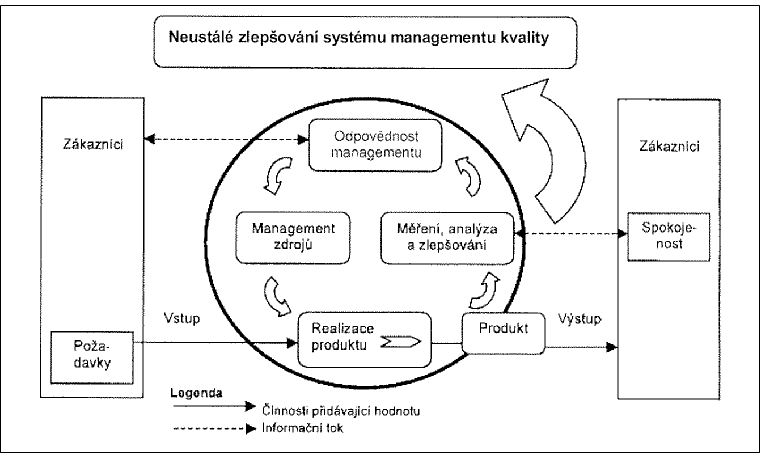 Neustálé zlepšování systému managementu kvality
Zákazníci
Odpovědnost
managementu
Zákazníci
Management
zdrojů
Měření, analýza
a zlepšování
Spokoje-
nost
Vstup
Realizace
produktu
Produkt
Výstup
Poža-
davky
Legenda
Činnosti přidávající hodnotu
Informační tok